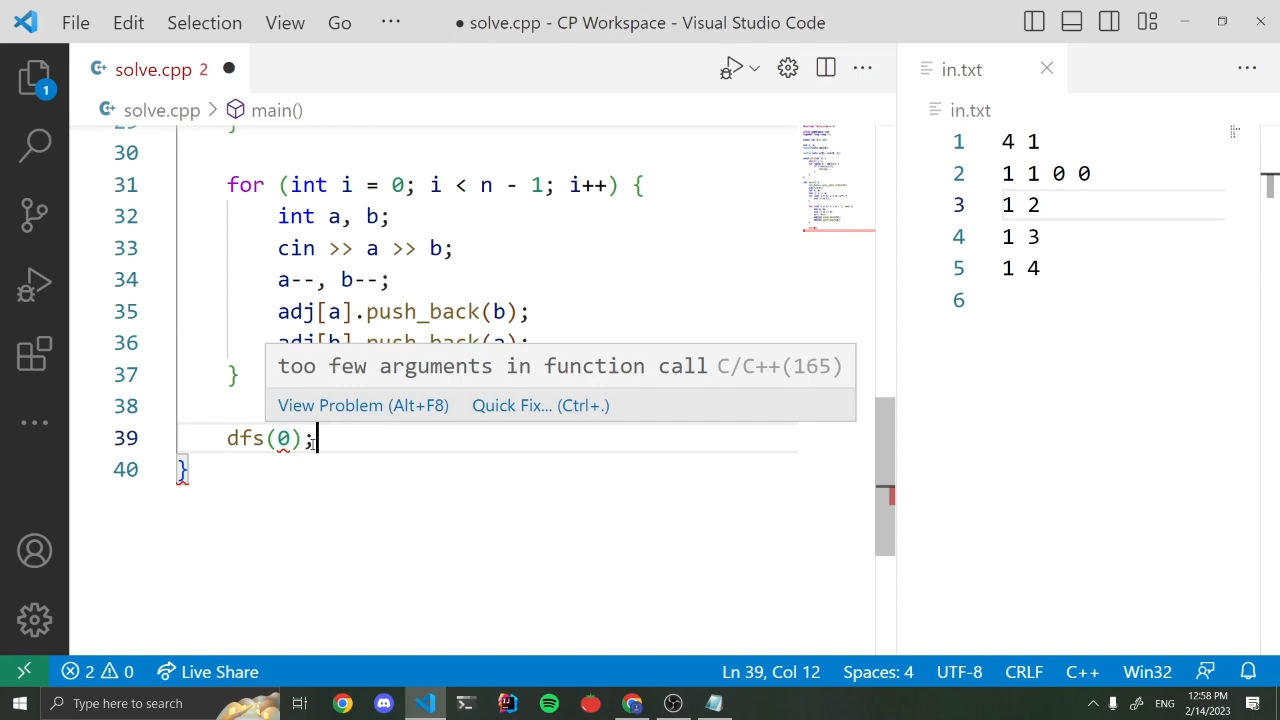 File Edit Selection View Go ··· ● solve.cpp - CP Workspace - Visual Studio Code
solve.cpp 2 ●
solve.cpp > main()
30
31 for (int i = 0; i < n - 1; i++) {
32 int a, b;
33 cin >> a >> b;
34 a--, b--;
35 adj[a].push_back(b);
36 adj[b].push_back(a);
37 }
too few arguments in function call C/C++(165)
View Problem (Alt+F8) Quick Fix... (Ctrl+.)
38
39 dfs(0);
40 }
in.txt
in.txt
1 4 1
2 1 1 0 0
3 1 2
4 1 3
5 1 4
6
1
2 0 Live Share Ln 39, Col 12 Spaces: 4 UTF-8 CRLF C++ Win32
Type here to search ENG 12:58 PM
2/14/2023